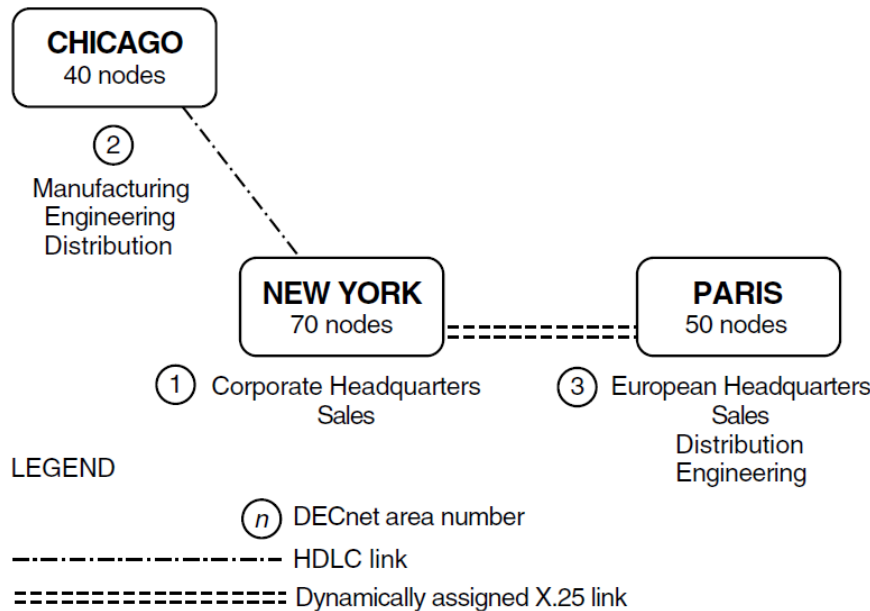 CHICAGO
40 nodes
2
Manufacturing
Engineering
Distribution
NEW YORK
70 nodes
PARIS
50 nodes
1 Corporate Headquarters
Sales
3 European Headquarters
Sales
Distribution
Engineering
LEGEND
n DECnet area number
HDLC link
Dynamically assigned X.25 link